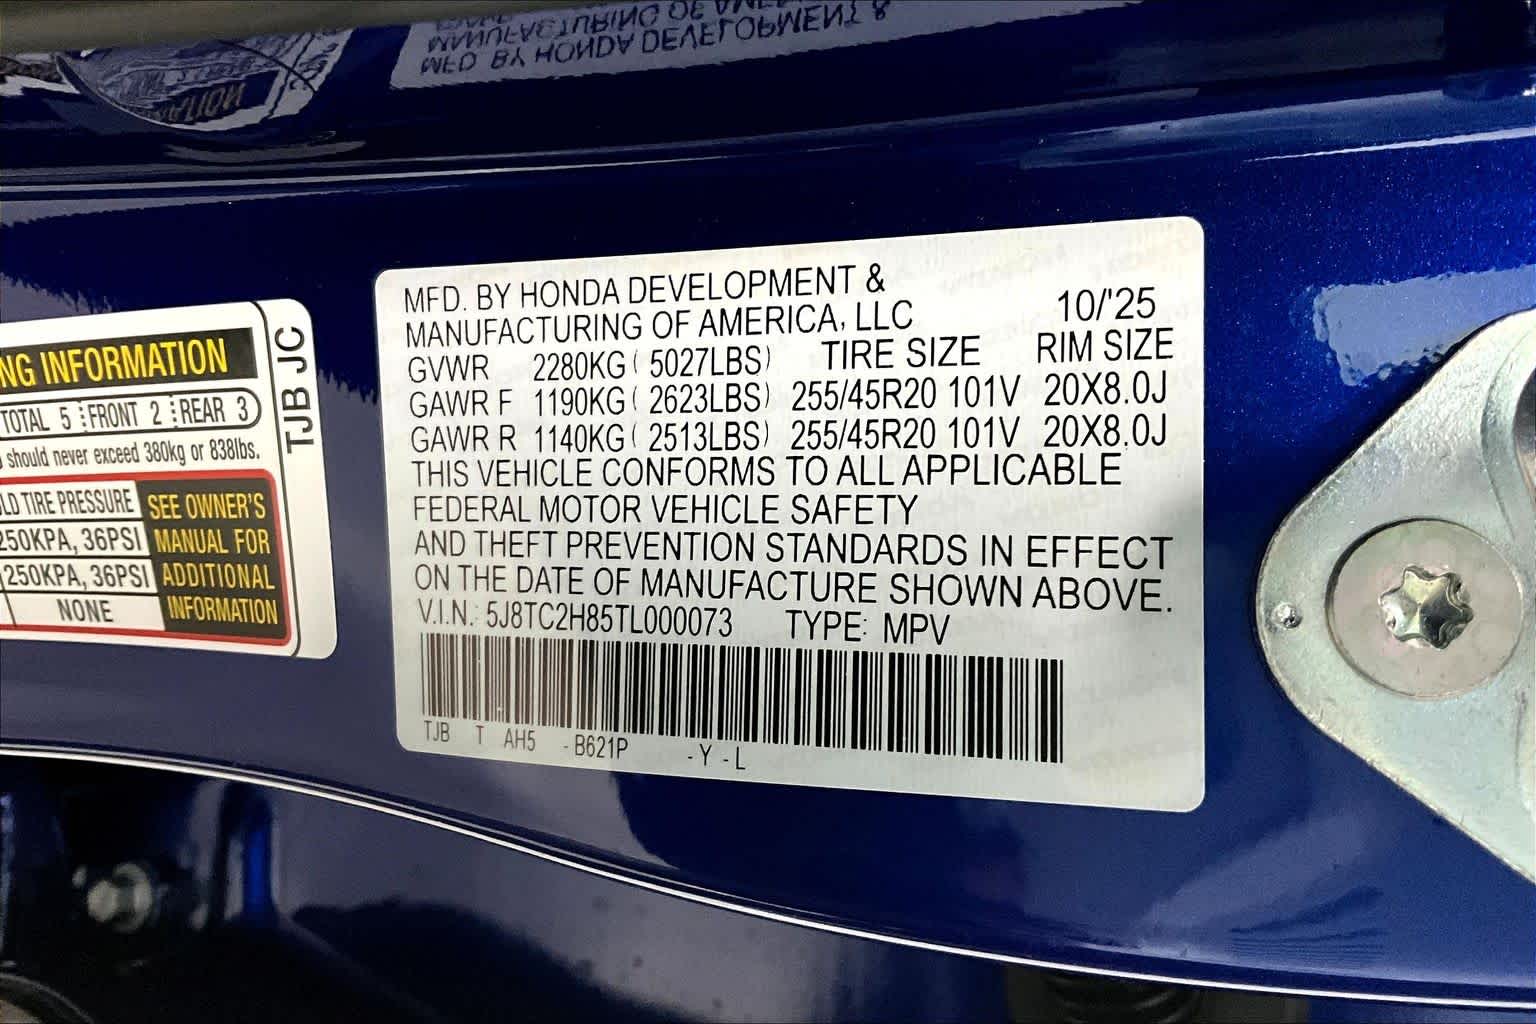 MFD. BY HONDA DEVELOPMENT &
MANUFACTURING OF AMERICA, LLC 10/'25
GVWR 2280KG ( 5027LBS) TIRE SIZE RIM SIZE
GAWR F 1190KG ( 2623LBS) 255/45R20 101V 20X8.0J
GAWR R 1140KG ( 2513LBS) 255/45R20 101V 20X8.0J
THIS VEHICLE CONFORMS TO ALL APPLICABLE
FEDERAL MOTOR VEHICLE SAFETY
AND THEFT PREVENTION STANDARDS IN EFFECT
ON THE DATE OF MANUFACTURE SHOWN ABOVE.
V.I.N.: 5J8TC2H85TL000073 TYPE: MPV
TJB T AH5 -B621P -Y -L
NG INFORMATION
TOTAL 5 FRONT 2 REAR 3
should never exceed 380kg or 838lbs.
LD TIRE PRESSURE
250KPA, 36PSI
250KPA, 36PSI
NONE
SEE OWNER'S
MANUAL FOR
ADDITIONAL
INFORMATION
TJB JC
MFD. BY HONDA DEVELOPMENT &
MANUFACTURING OF AMER